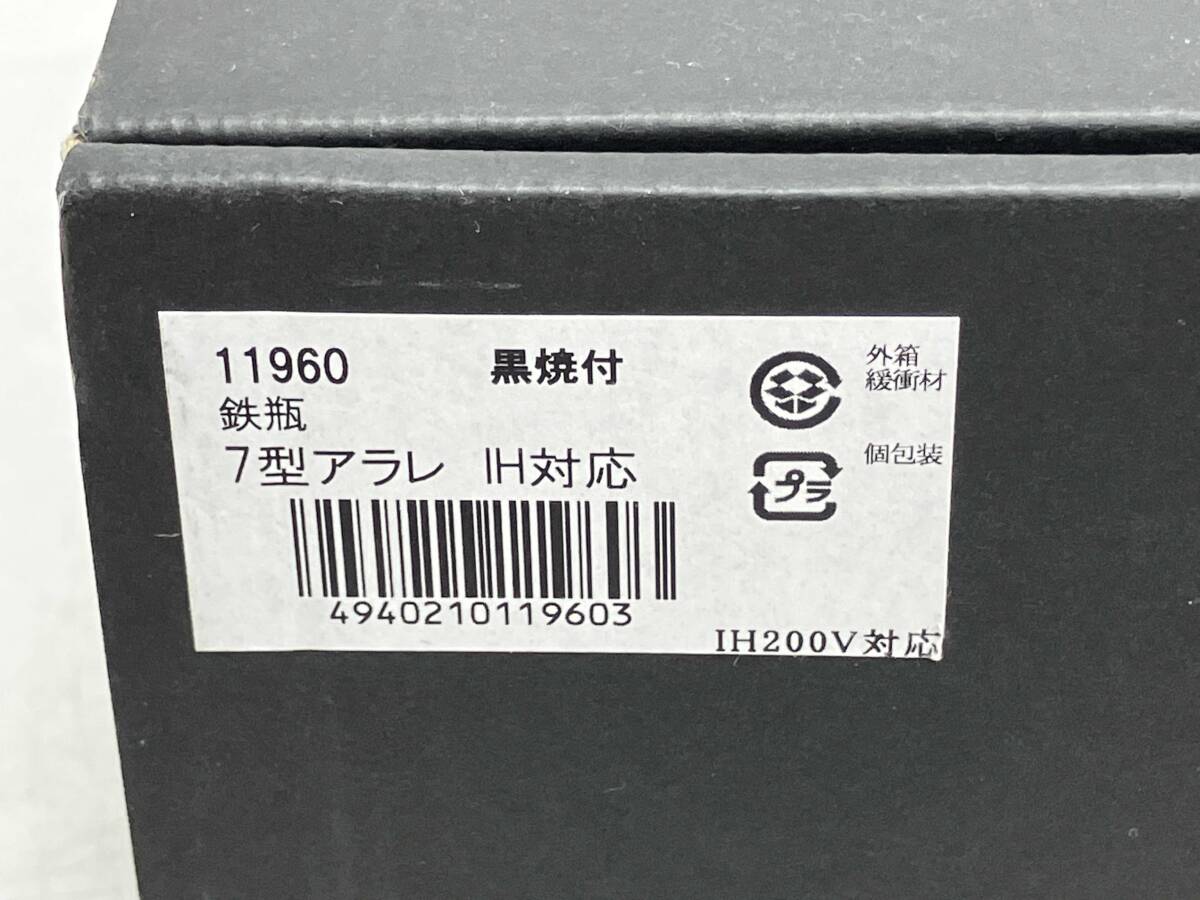 11960 黒焼付
鉄瓶
7型アラレ IH対応
4940210119603
外箱
緩衝材
プラ
個包装
IH200V対応